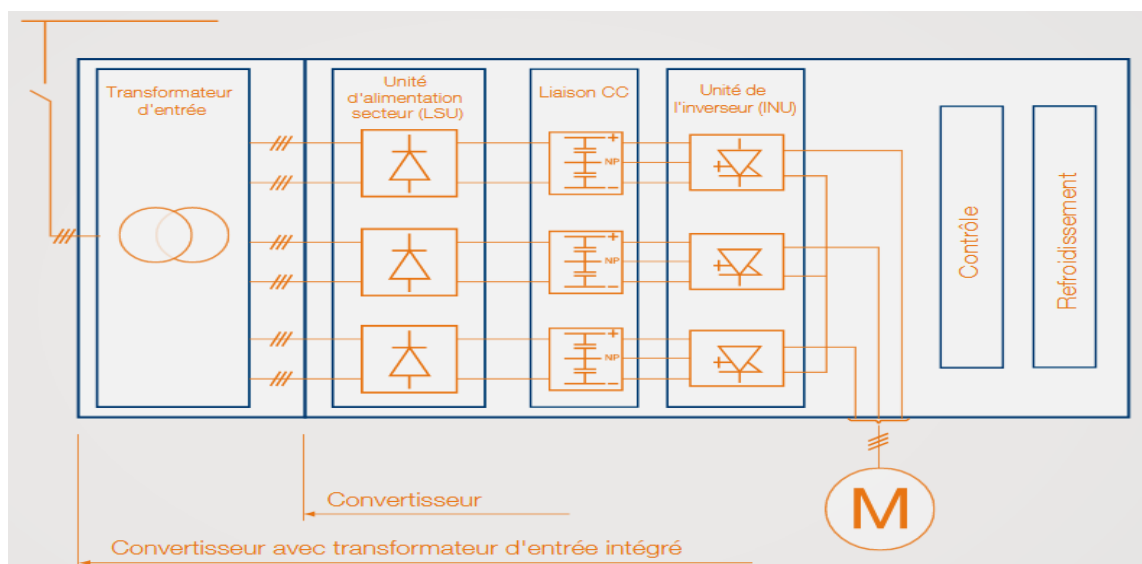 Transformateur
d'entrée
Unité
d'alimentation
secteur (LSU)
Liaison CC
Unité de
l'inverseur (INU)
+
NP
–
+
NP
–
+
NP
–
Contrôle
Refroidissement
M
Convertisseur
Convertisseur avec transformateur d'entrée intégré